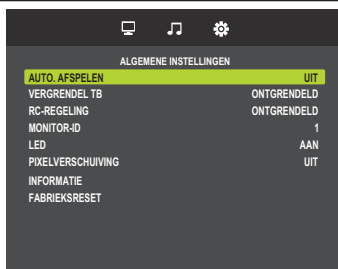 ALGEMENE INSTELLINGEN
AUTO. AFSPELEN UIT
VERGRENDEL TB ONTGRENDELD
RC-REGELING ONTGRENDELD
MONITOR-ID 1
LED AAN
PIXELVERSCHUIVING UIT
INFORMATIE
FABRIEKSRESET